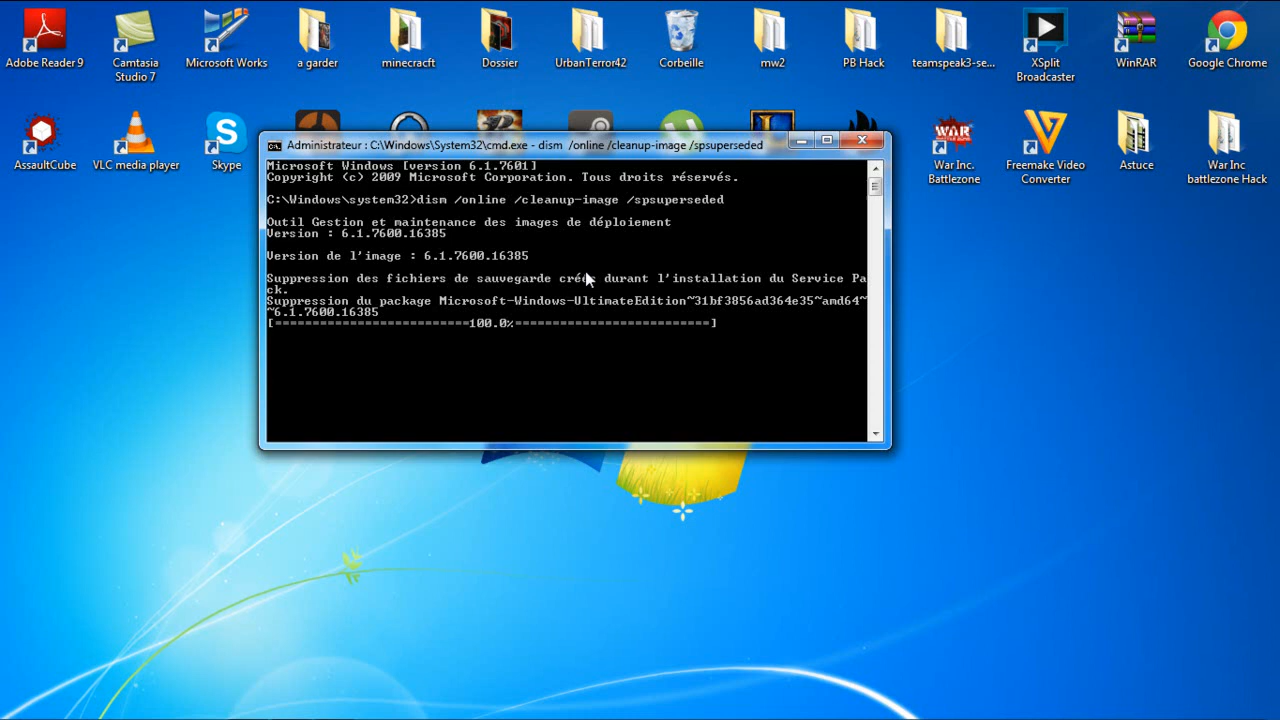 Adobe Reader 9
Camtasia
Studio 7
Microsoft Works
a garder
minecracft
Dossier
UrbanTerror42
Corbeille
mw2
PB Hack
teamspeak3-se...
XSplit
Broadcaster
WinRAR
Google Chrome
AssaultCube
VLC media player
Skype
War Inc.
Battlezone
Freemake Video
Converter
Astuce
War Inc
battlezone Hack
Administrateur : C:\Windows\System32\cmd.exe - dism /online /cleanup-image /spsuperseded
Microsoft Windows [version 6.1.7601]
Copyright (c) 2009 Microsoft Corporation. Tous droits réservés.
C:\Windows\system32>dism /online /cleanup-image /spsuperseded
Outil Gestion et maintenance des images de déploiement
Version : 6.1.7600.16385
Version de l'image : 6.1.7600.16385
Suppression des fichiers de sauvegarde créés durant l'installation du Service Pa
ck.
Suppression du package Microsoft-Windows-UltimateEdition~31bf3856ad364e35~amd64~
~6.1.7600.16385
[==========================100.0%==========================]